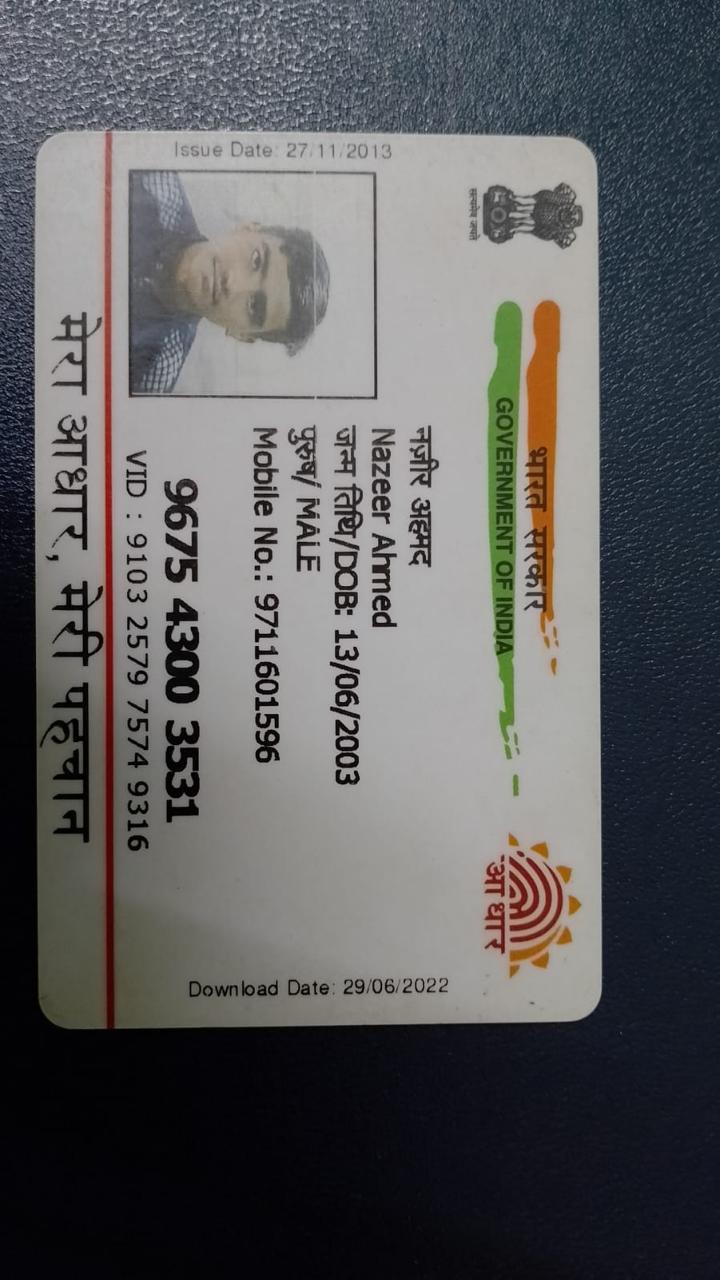 भारत सरकार
GOVERNMENT OF INDIA
सत्यमेव जयते
Issue Date: 27/11/2013
नज़ीर अहमद
Nazeer Ahmed
जन्म तिथि/DOB: 13/06/2003
पुरुष/ MALE
Mobile No.: 9711601596
आधार
Download Date: 29/06/2022
9675 4300 3531
VID : 9103 2579 7574 9316
मेरा आधार, मेरी पहचान